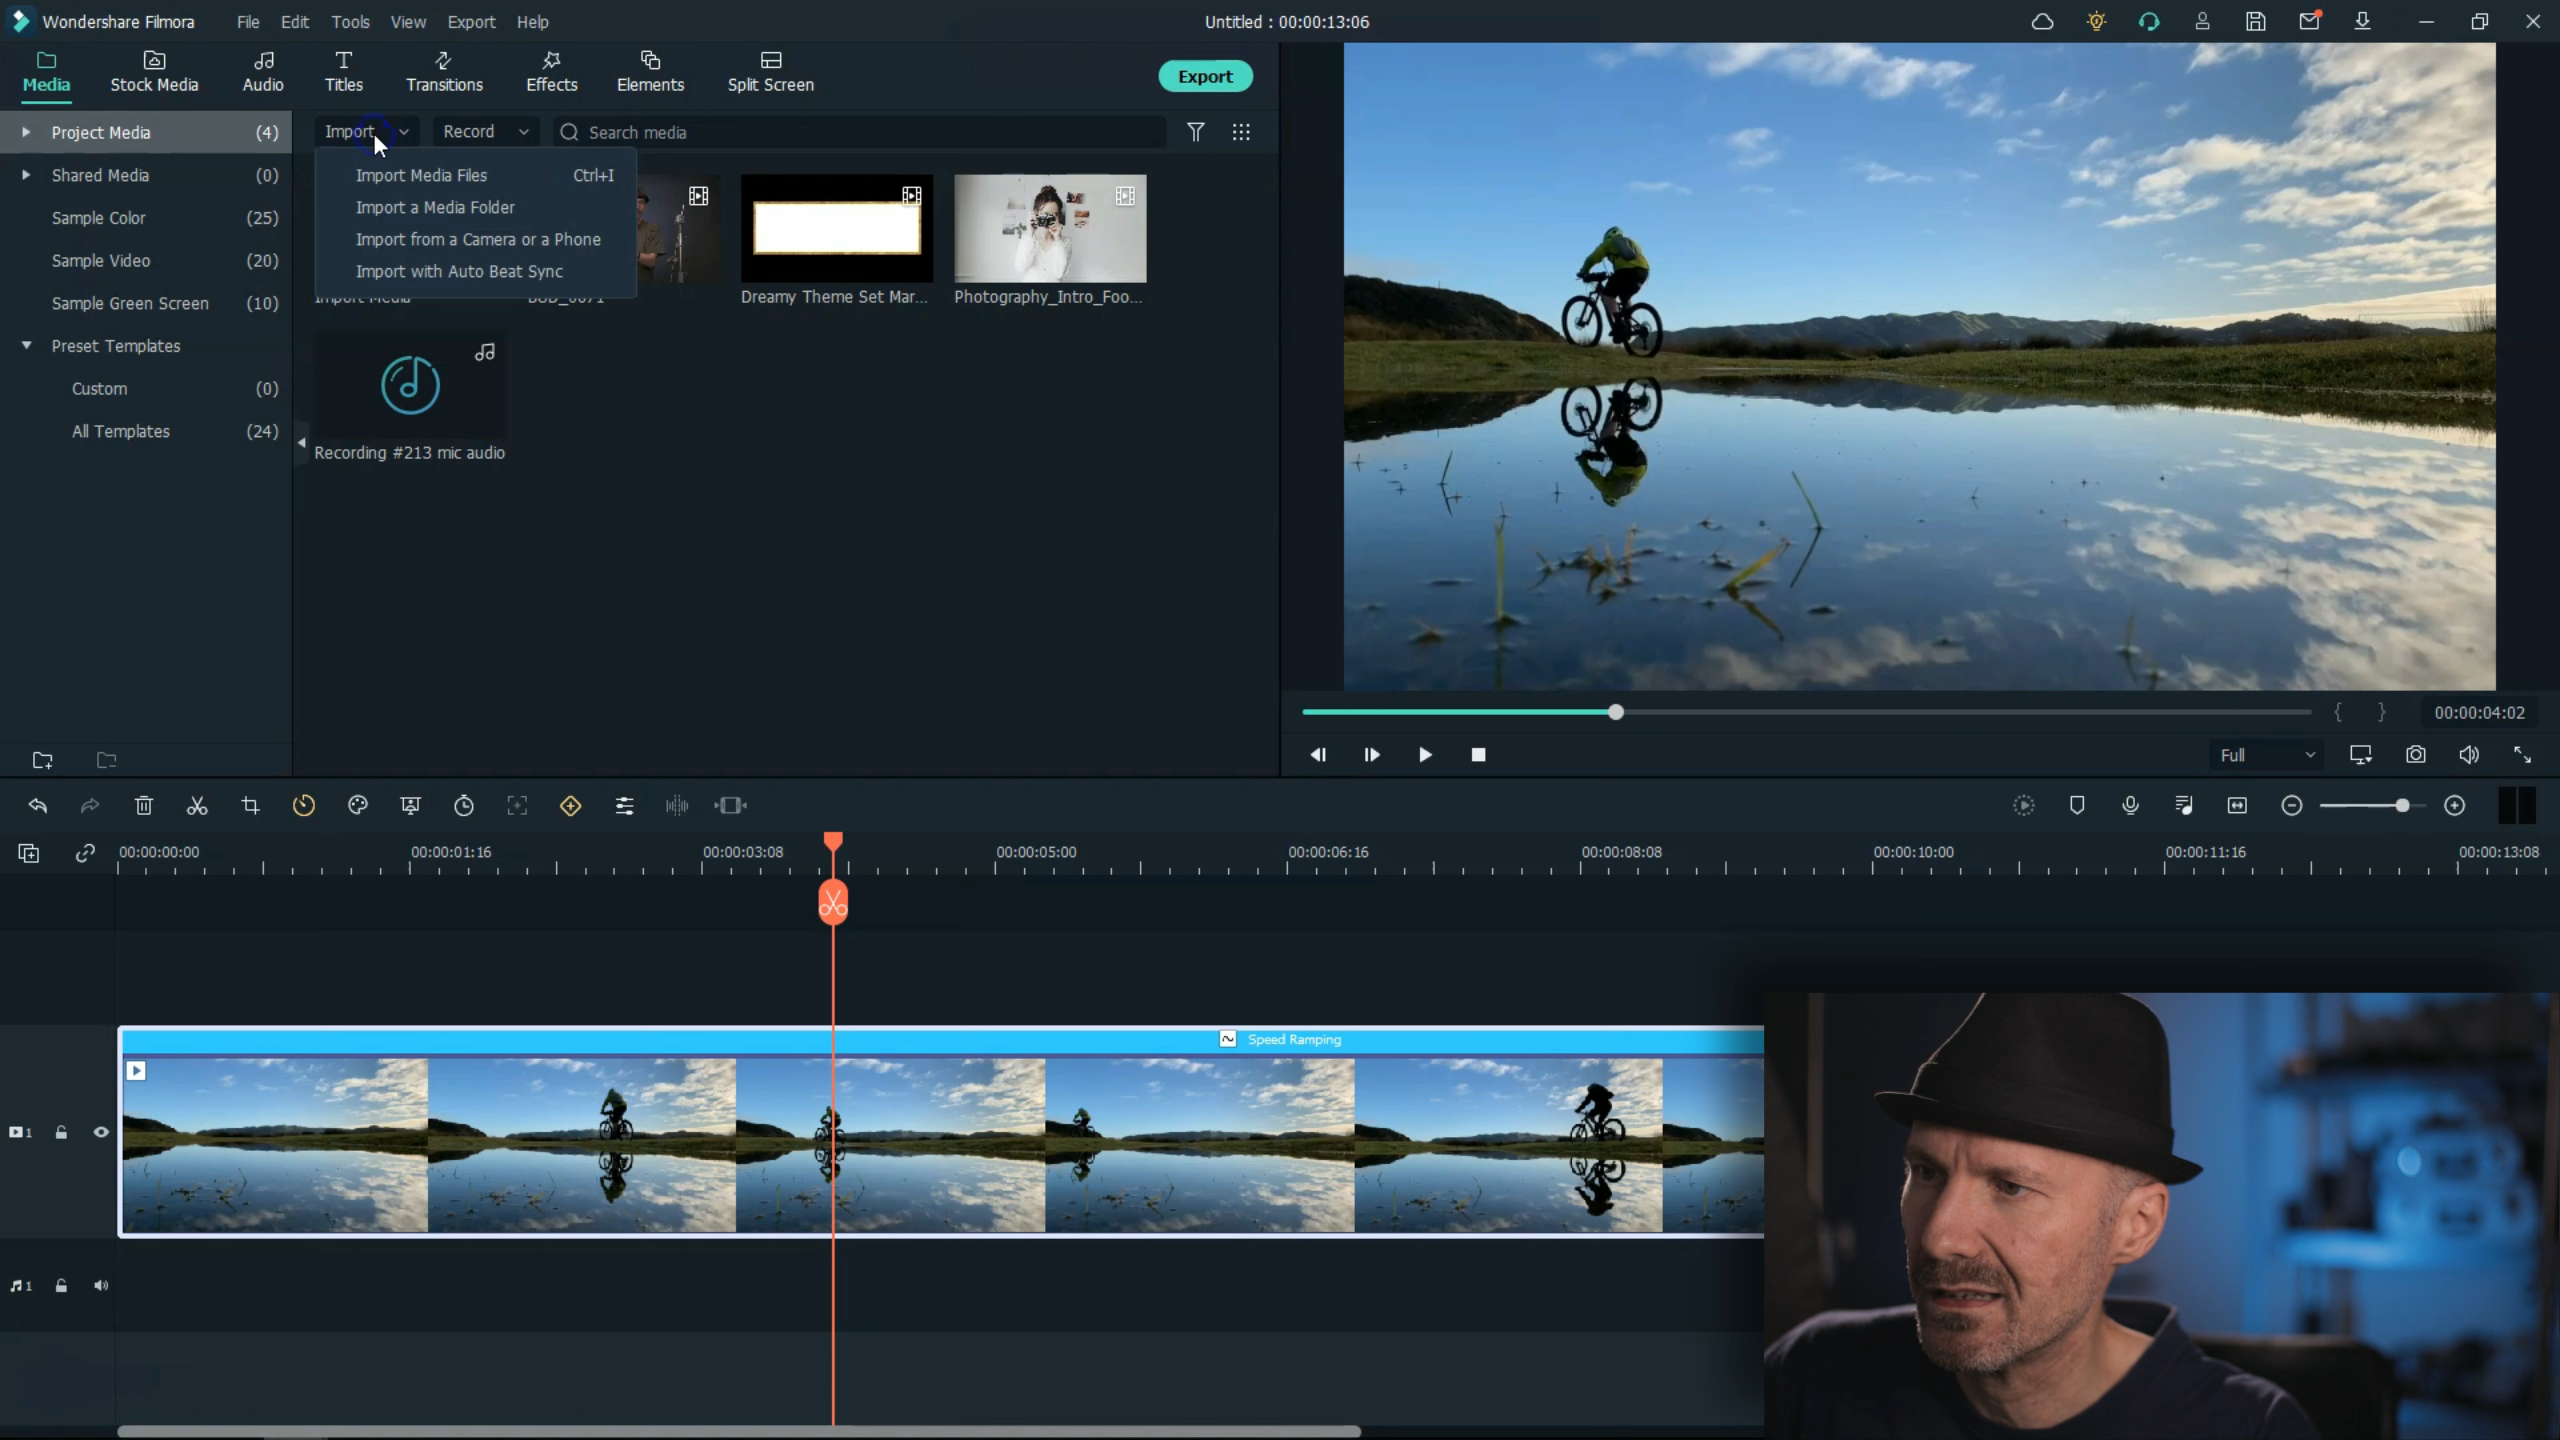 Wondershare Filmora File Edit Tools View Export Help Untitled : 00:00:13:06
Media Stock Media Audio Titles Transitions Effects Elements Split Screen Export
Project Media (4)
Shared Media (0)
Sample Color (25)
Sample Video (20)
Sample Green Screen (10)
Preset Templates
Custom (0)
All Templates (24)
Import Record Search media
Import Media Files Ctrl+I
Import a Media Folder
Import from a Camera or a Phone
Import with Auto Beat Sync
Dreamy Theme Set Mar... Photography_Intro_Foo...
Recording #213 mic audio
00:00:04:02
Full
00:00:00:00 00:00:01:16 00:00:03:08 00:00:05:00 00:00:06:16 00:00:08:08 00:00:10:00 00:00:11:16 00:00:13:08
Speed Ramping
1
1